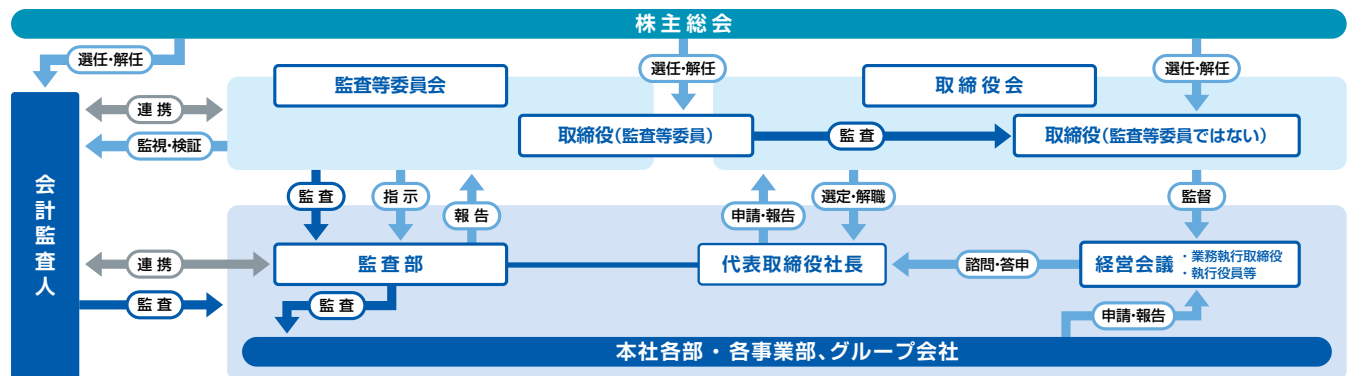 株主総会
選任・解任
選任・解任
選任・解任
監査等委員会
取締役会
連携
監視・検証
取締役(監査等委員)
監査
取締役(監査等委員ではない)
会計監査人
監査
指示
報告
申請・報告
選定・解職
監督
連携
監査部
代表取締役社長
諮問・答申
経営会議
・業務執行取締役
・執行役員等
監査
監査
申請・報告
本社各部・各事業部、グループ会社